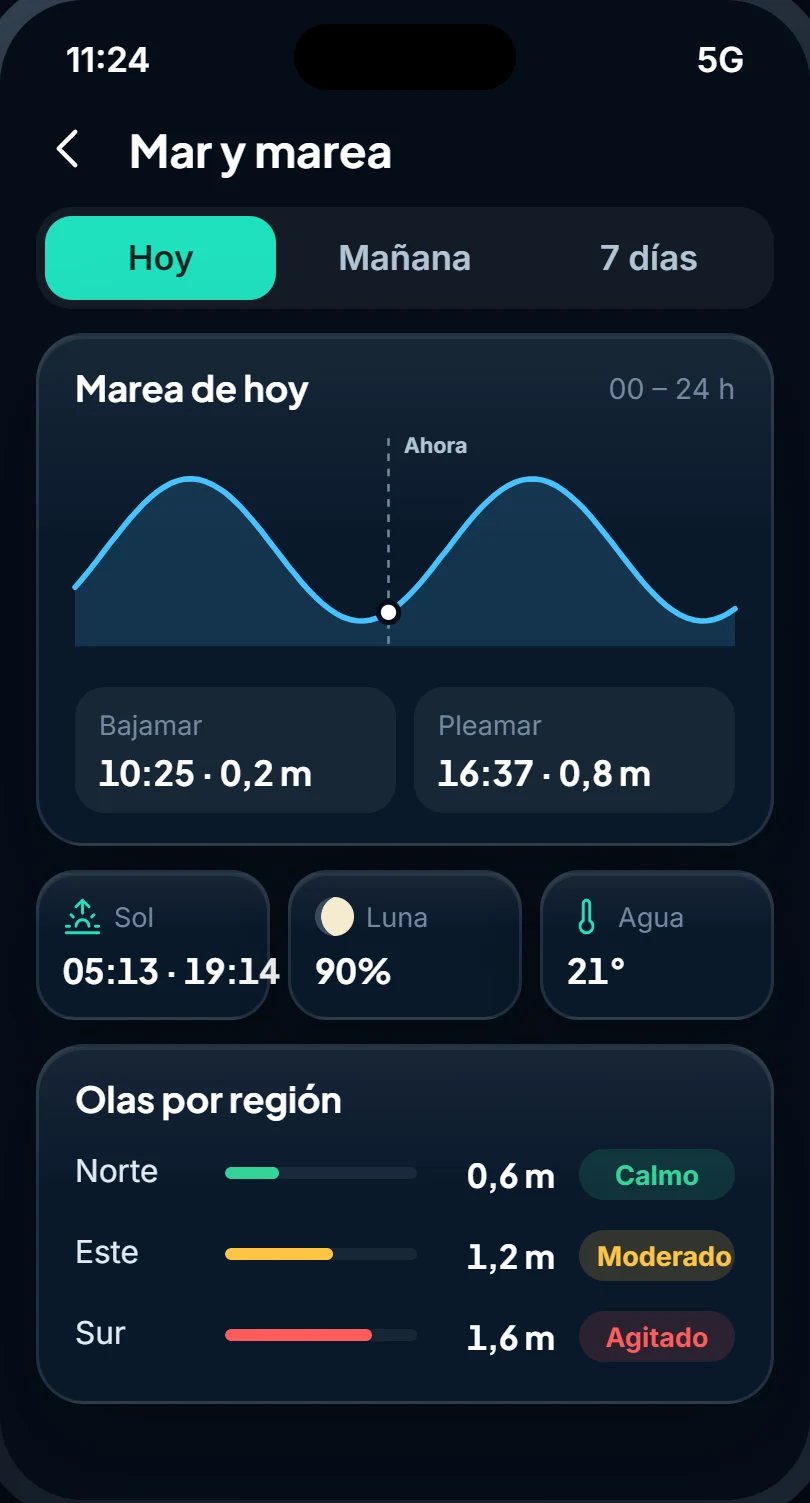 11:24 5G
Mar y marea
Hoy Mañana 7 días
Marea de hoy 00 – 24 h
Ahora
Bajamar Pleamar
10:25 · 0,2 m 16:37 · 0,8 m
Sol Luna Agua
05:13 · 19:14 90% 21°
Olas por región
Norte 0,6 m Calmo
Este 1,2 m Moderado
Sur 1,6 m Agitado